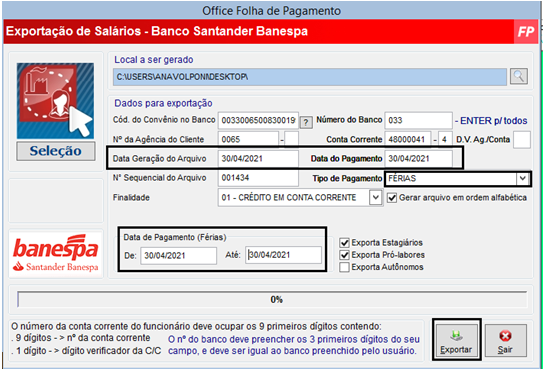 Office Folha de Pagamento
Exportação de Salários - Banco Santander Banespa
FP
Local a ser gerado
C:\USERS\ANAVOLPONI\DESKTOP\
Seleção
Dados para exportação
Cód. do Convênio no Banco 0033006500830019 ? Número do Banco 033 - ENTER p/ todos
Nº da Agência do Cliente 0065 - Conta Corrente 48000041 - 4 D.V. Ag./Conta
Data Geração do Arquivo 30/04/2021 Data do Pagamento 30/04/2021
N° Sequencial do Arquivo 001434 Tipo de Pagamento FÉRIAS
Finalidade 01 - CRÉDITO EM CONTA CORRENTE Gerar arquivo em ordem alfabética
banespa
Santander Banespa
Data de Pagamento (Férias)
De: 30/04/2021 Até: 30/04/2021
Exporta Estagiários
Exporta Pró-labores
Exporta Autônomos
0%
O número da conta corrente do funcionário deve ocupar os 9 primeiros dígitos contendo:
. 9 dígitos -> nº da conta corrente
. 1 dígito -> dígito verificador da C/C
O nº do banco deve preencher os 3 primeiros dígitos do seu
campo, e deve ser igual ao banco preenchido pelo usuário.
Exportar
Sair